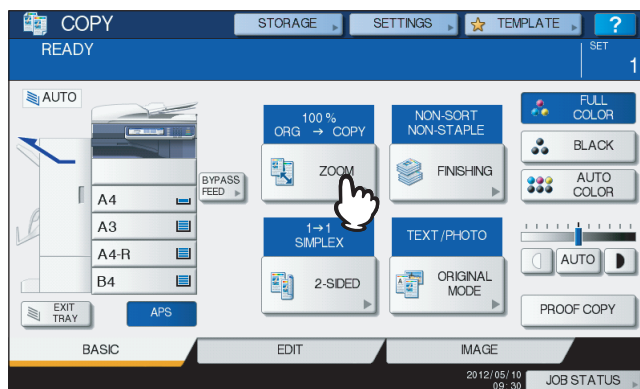 COPY
STORAGE
SETTINGS
TEMPLATE
?
READY
SET
1
AUTO
100 %
ORG → COPY
ZOOM
NON-SORT
NON-STAPLE
FINISHING
FULL
COLOR
BLACK
AUTO
COLOR
BYPASS
FEED
A4
A3
A4-R
B4
1→1
SIMPLEX
2-SIDED
TEXT/PHOTO
ORIGINAL
MODE
AUTO
EXIT
TRAY
APS
PROOF COPY
BASIC
EDIT
IMAGE
2012/05/10
09:30
JOB STATUS